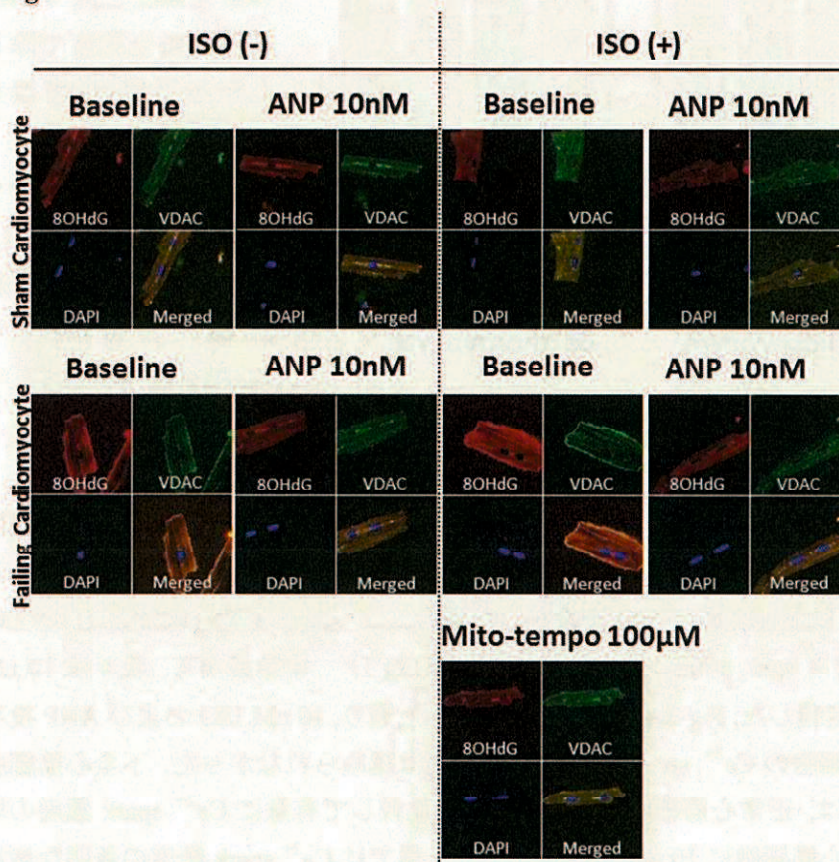 ISO (-)
ISO (+)
Baseline
ANP 10nM
Baseline
ANP 10nM
Sham Cardiomyocyte
8OHdG
VDAC
8OHdG
VDAC
8OHdG
VDAC
8OHdG
VDAC
DAPI
Merged
DAPI
Merged
DAPI
Merged
DAPI
Merged
Baseline
ANP 10nM
Baseline
ANP 10nM
Failing Cardiomyocyte
8OHdG
VDAC
8OHdG
VDAC
8OHdG
VDAC
8OHdG
VDAC
DAPI
Merged
DAPI
Merged
DAPI
Merged
DAPI
Merged
Mito-tempo 100μM
8OHdG
VDAC
DAPI
Merged